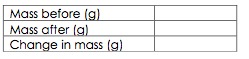 Mass before (g)
Mass after (g)
Change in mass (g)